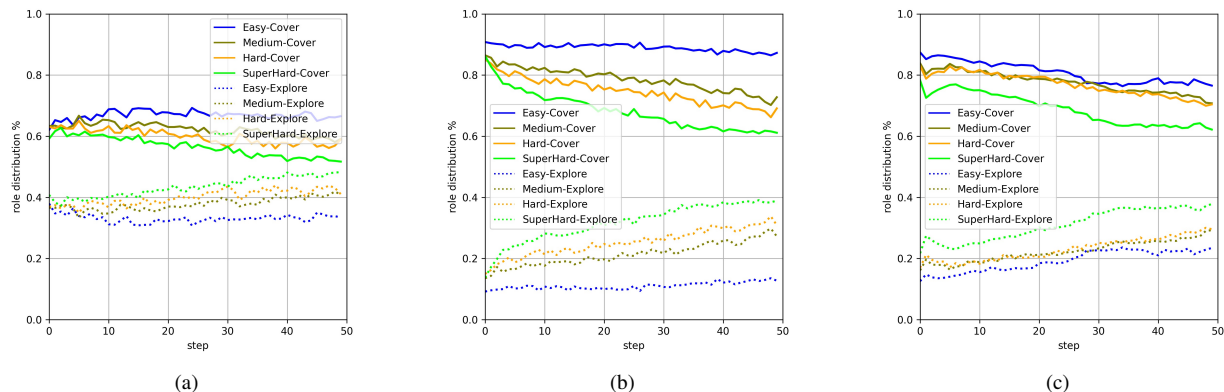 1.0
0.8
0.6
0.4
0.2
0.0
role distribution %
0
10
20
30
40
50
step
Easy-Cover
Medium-Cover
Hard-Cover
SuperHard-Cover
Easy-Explore
Medium-Explore
Hard-Explore
SuperHard-Explore
(a)
1.0
0.8
0.6
0.4
0.2
0.0
role distribution %
0
10
20
30
40
50
step
Easy-Cover
Medium-Cover
Hard-Cover
SuperHard-Cover
Easy-Explore
Medium-Explore
Hard-Explore
SuperHard-Explore
(b)
1.0
0.8
0.6
0.4
0.2
0.0
role distribution %
0
10
20
30
40
50
step
Easy-Cover
Medium-Cover
Hard-Cover
SuperHard-Cover
Easy-Explore
Medium-Explore
Hard-Explore
SuperHard-Explore
(c)